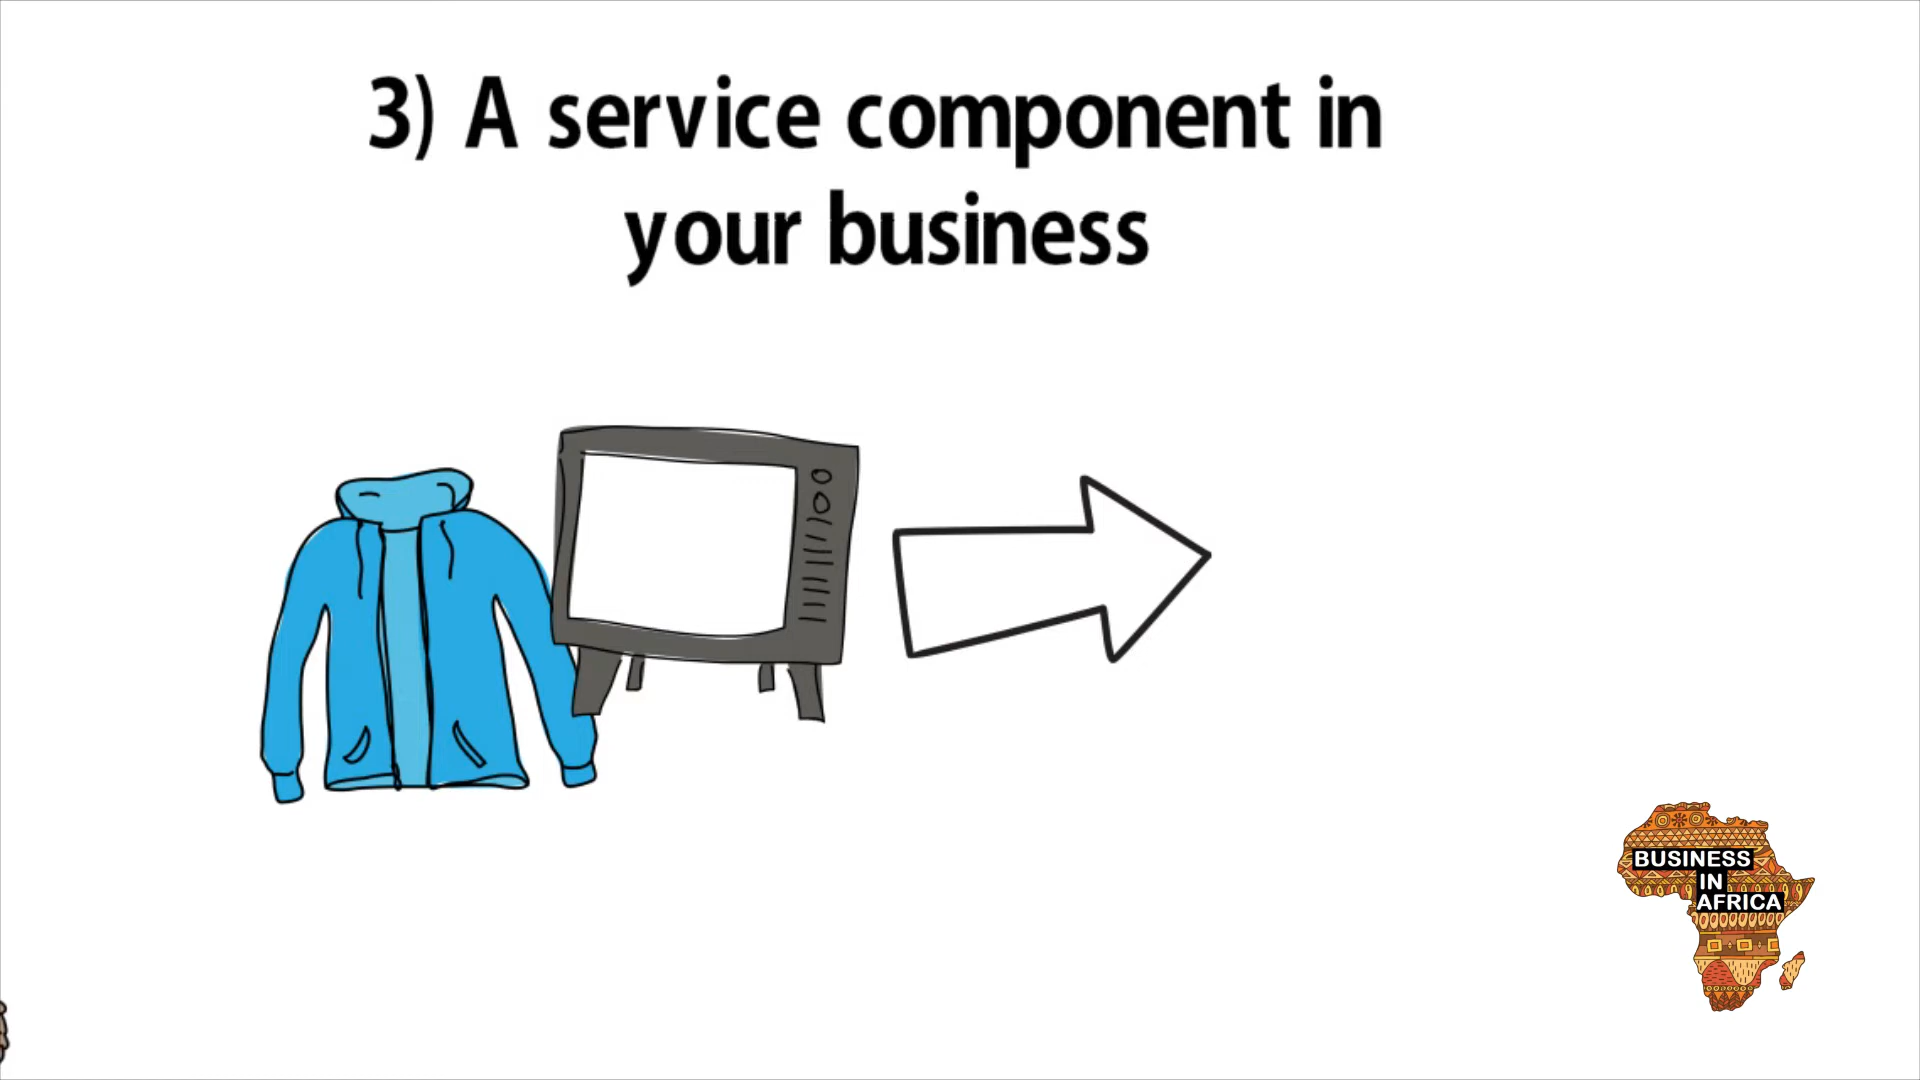 3) A service component in
your business
BUSINESS
IN
AFRICA